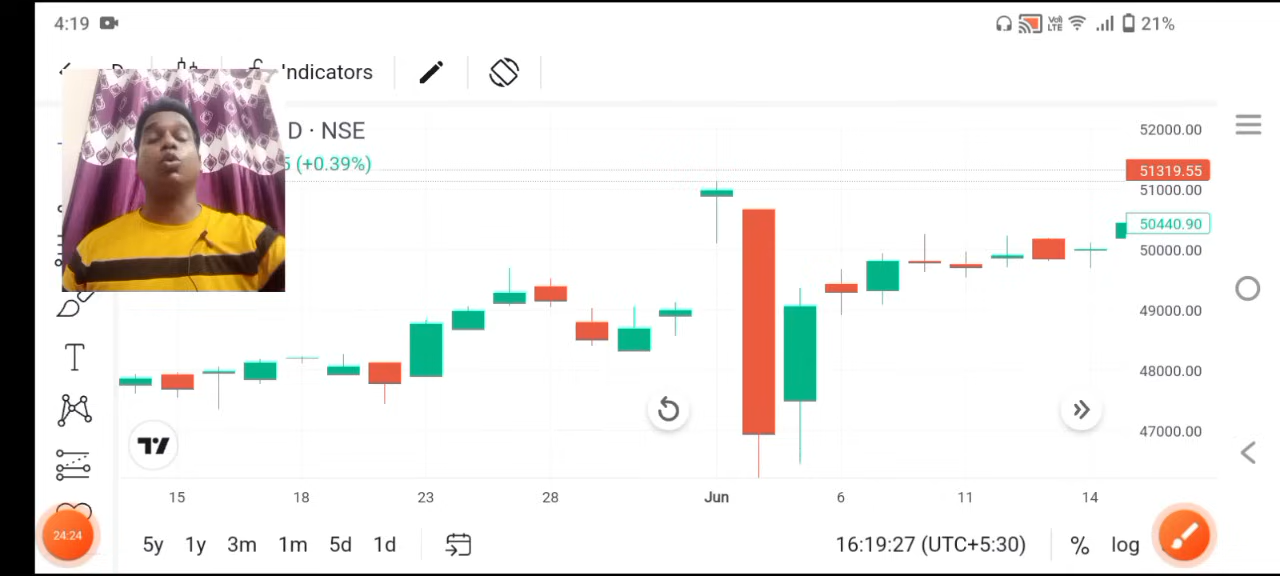 4:19
21%
Indicators
D · NSE
5 (+0.39%)
52000.00
51319.55
51000.00
50440.90
50000.00
49000.00
48000.00
47000.00
15 18 23 28 Jun 6 11 14
24:24
5y 1y 3m 1m 5d 1d
16:19:27 (UTC+5:30)
% log